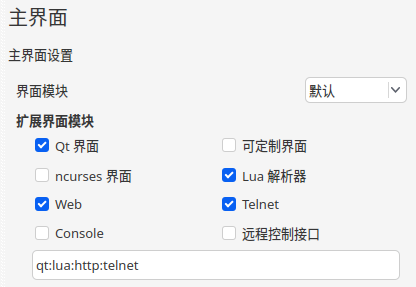 主界面
主界面设置
界面模块 默认
扩展界面模块
Qt 界面 可定制界面
ncurses 界面 Lua 解析器
Web Telnet
Console 远程控制接口
qt:lua:http:telnet